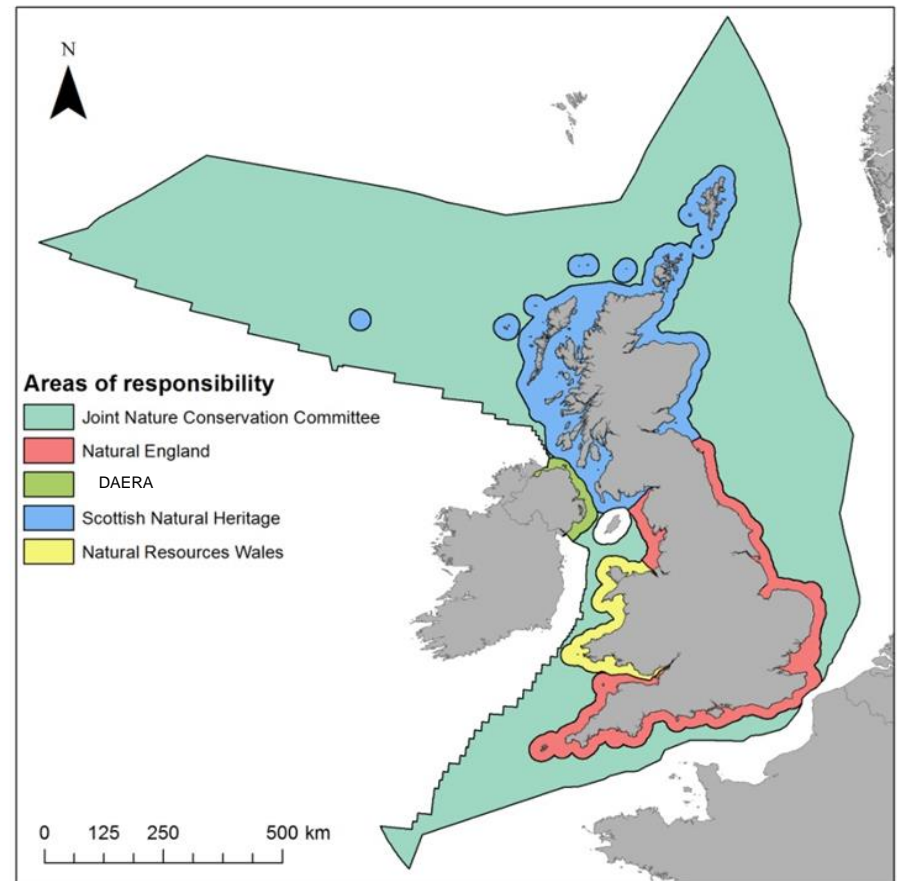 N
Areas of responsibility
Joint Nature Conservation Committee
Natural England
DAERA
Scottish Natural Heritage
Natural Resources Wales
0 125 250 500 km